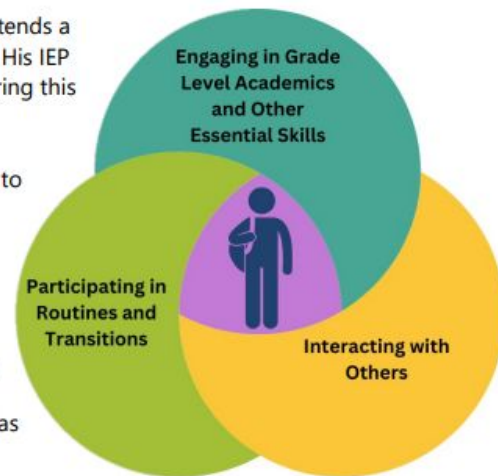 tends a
His IEP
ring this
to
as
Engaging in Grade
Level Academics
and Other
Essential Skills
Participating in
Routines and
Transitions
Interacting with
Others